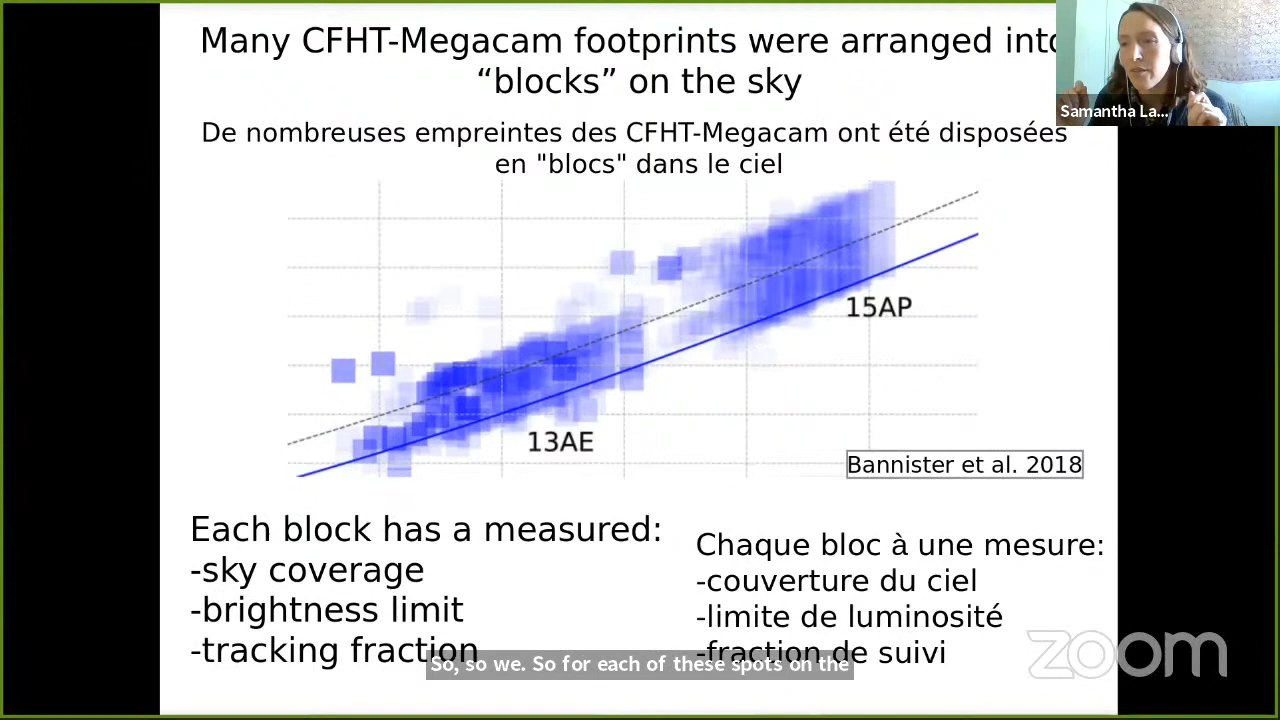 Many CFHT-Megacam footprints were arranged into
“blocks” on the sky
De nombreuses empreintes des CFHT-Megacam ont été disposées
en "blocs" dans le ciel
Samantha La...
15AP
13AE
Bannister et al. 2018
Each block has a measured:
-sky coverage
-brightness limit
-tracking fraction
Chaque bloc à une mesure:
-couverture du ciel
-limite de luminosité
-fraction de suivi
So, so we. So for each of these spots on the
zoom